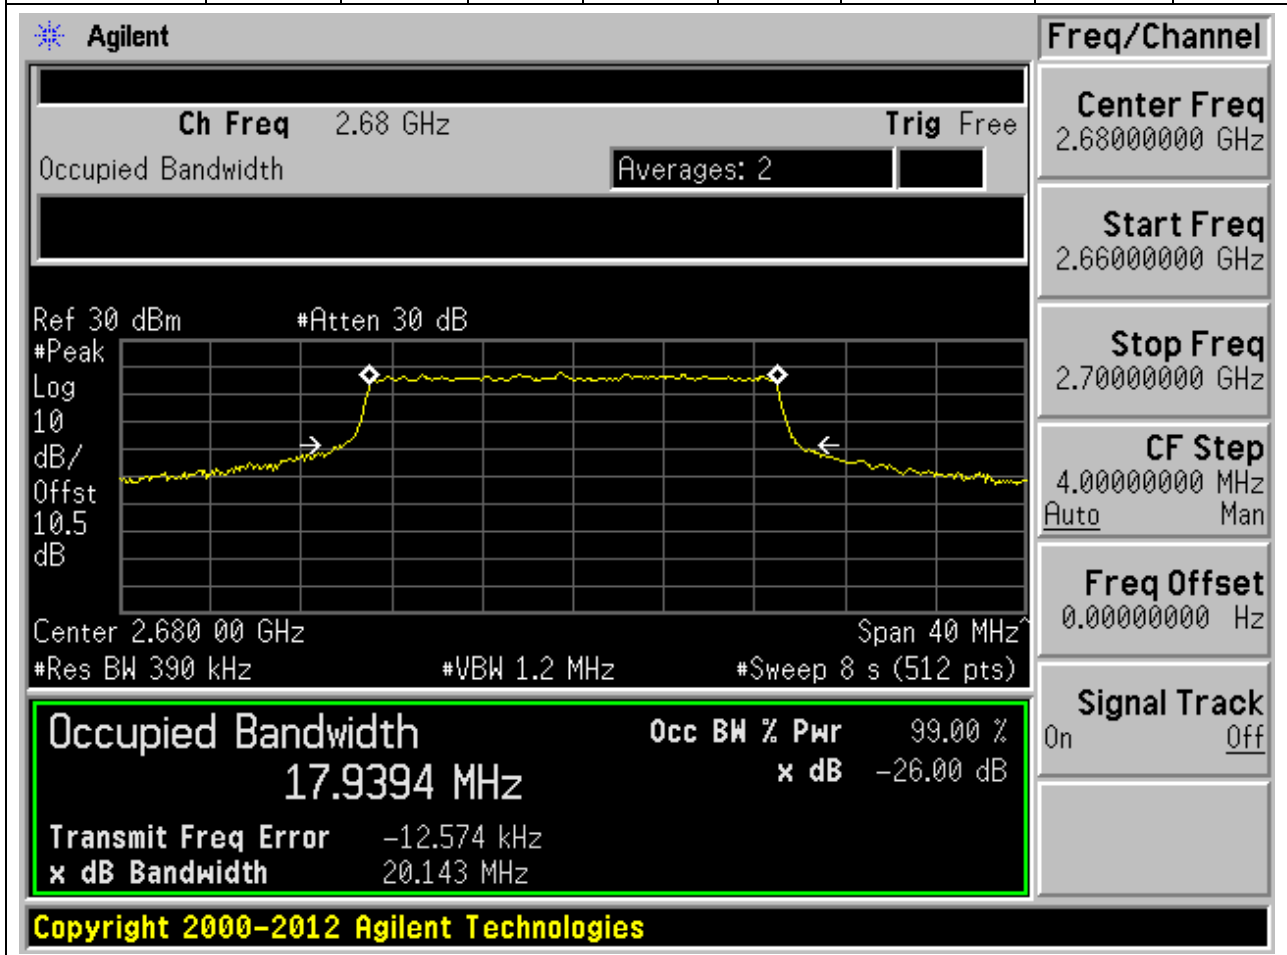 Agilent
Freq/Channel
Ch Freq 2.68 GHz Trig Free
Occupied Bandwidth Averages: 2
Center Freq
2.68000000 GHz
Start Freq
2.66000000 GHz
Stop Freq
2.70000000 GHz
CF Step
4.00000000 MHz
Auto Man
Freq Offset
0.00000000 Hz
Signal Track
On Off
Ref 30 dBm #Atten 30 dB
#Peak
Log
10
dB/
Offst
10.5
dB
Center 2.680 00 GHz Span 40 MHz^
#Res BW 390 kHz #VBW 1.2 MHz #Sweep 8 s (512 pts)
Occupied Bandwidth Occ BW % Pwr 99.00 %
17.9394 MHz x dB -26.00 dB
Transmit Freq Error -12.574 kHz
x dB Bandwidth 20.143 MHz
Copyright 2000-2012 Agilent Technologies